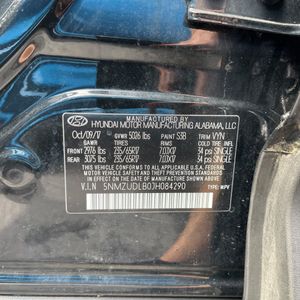 MANUFACTURED BY
HYUNDAI MOTOR MANUFACTURING ALABAMA, LLC
Oct/09/17 GVWR 5026 lbs PAINT S3B TRIM VYN
GAWR TIRES RIMS COLD TIRE INFL
FRONT 2976 lbs 235/65R17 7.0JX17 34 psi SINGLE
REAR 3075 lbs 235/65R17 7.0JX17 34 psi SINGLE
THIS VEHICLE CONFORMS TO ALL APPLICABLE
FEDERAL MOTOR VEHICLE SAFETY
AND THEFT PREVENTION STANDARDS IN EFFECT
ON THE DATE OF MANUFACTURE SHOWN ABOVE
V.I.N 5NMZUDLB0JH084290 TYPE: MPV